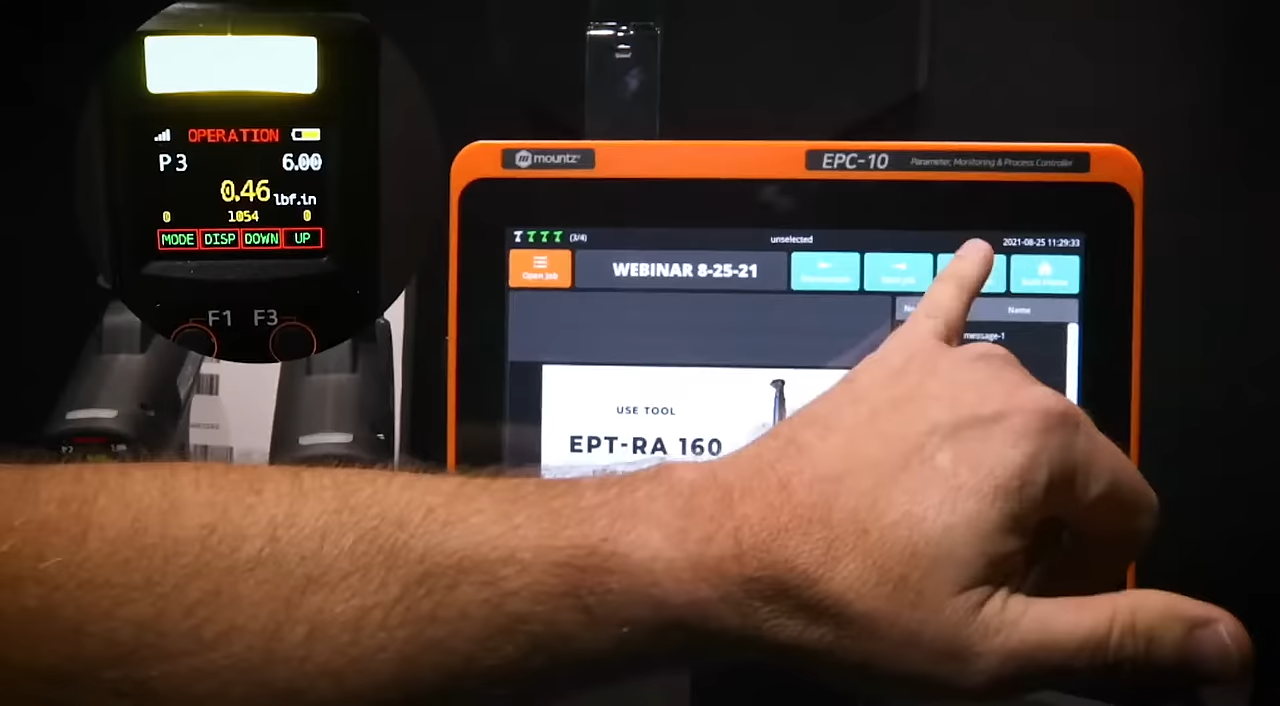 OPERATION
P3 6.00
0.46 lbf.in
0 1054 0
MODE DISP DOWN UP
F1 F3
mountz
EPC-10 Parameter, Monitoring & Process Controller
T T T T (3/4) unselected 2021-08-25 11:29:33
Open Job WEBINAR 8-25-21
Name
message-1
USE TOOL
EPT-RA 160